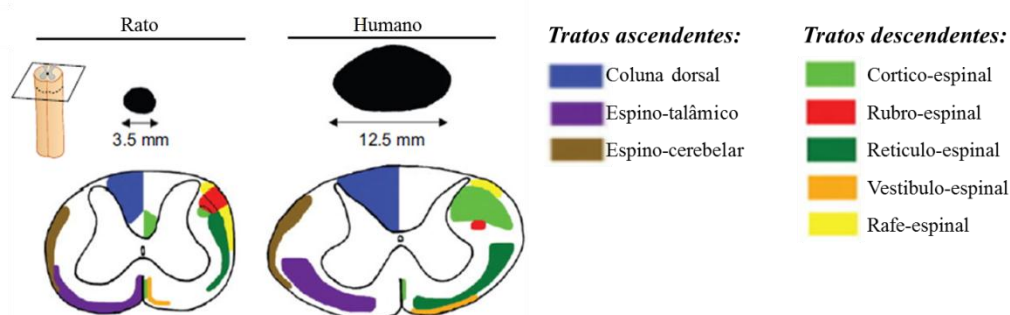 Rato
Humano
3.5 mm
12.5 mm
Tratos ascendentes:
Coluna dorsal
Espino-talâmico
Espino-cerebelar
Tratos descendentes:
Cortico-espinal
Rubro-espinal
Reticulo-espinal
Vestibulo-espinal
Rafe-espinal